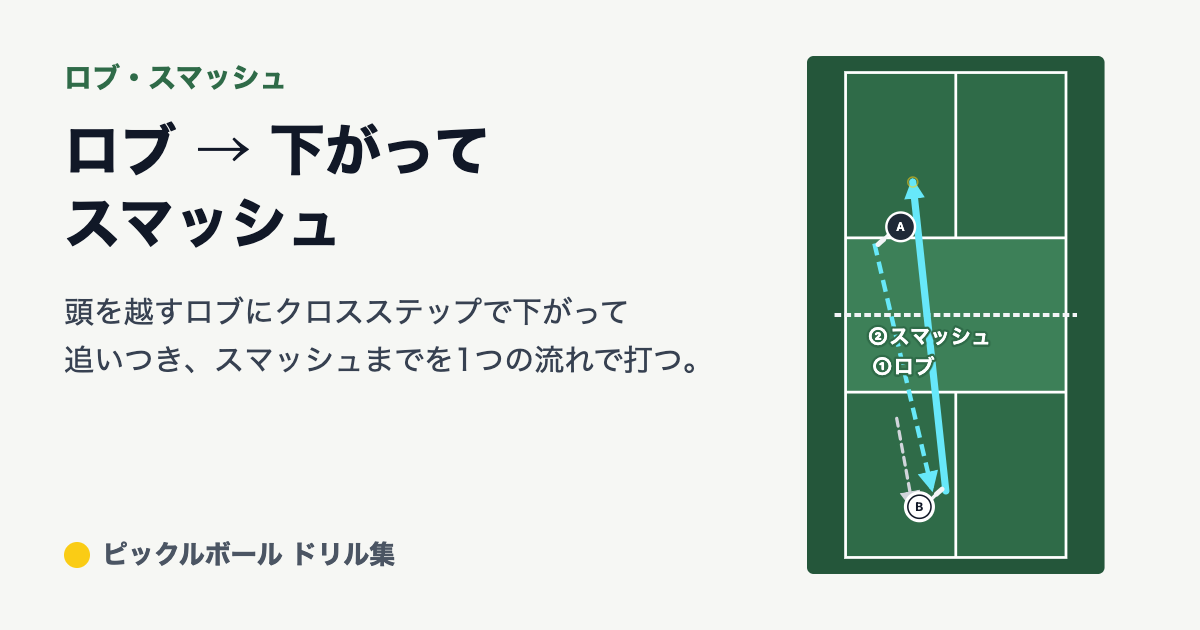 ロブ・スマッシュ
ロブ → 下がって
スマッシュ
頭を越すロブにクロスステップで下がって
追いつき、スマッシュまでを1つの流れで打つ。
ピックルボール ドリル集
A
❷スマッシュ
❶ロブ
B